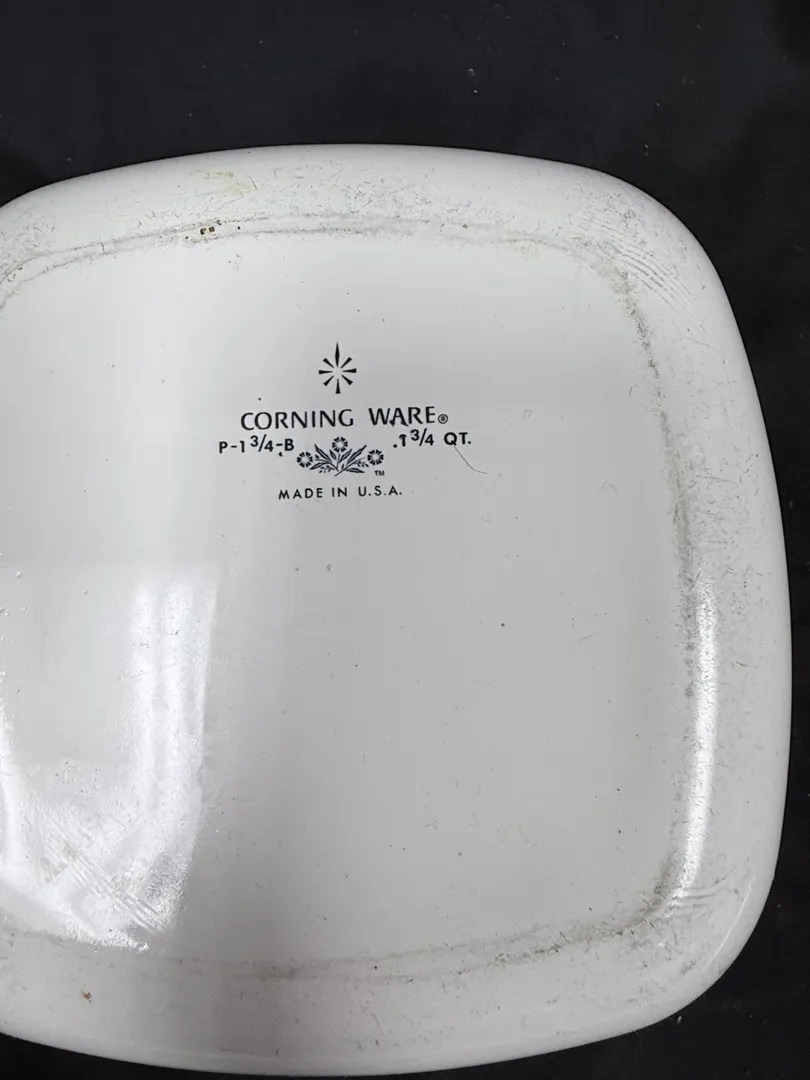 CORNING WARE®
P-1 3/4-B 1 3/4 QT.
TM
MADE IN U.S.A.